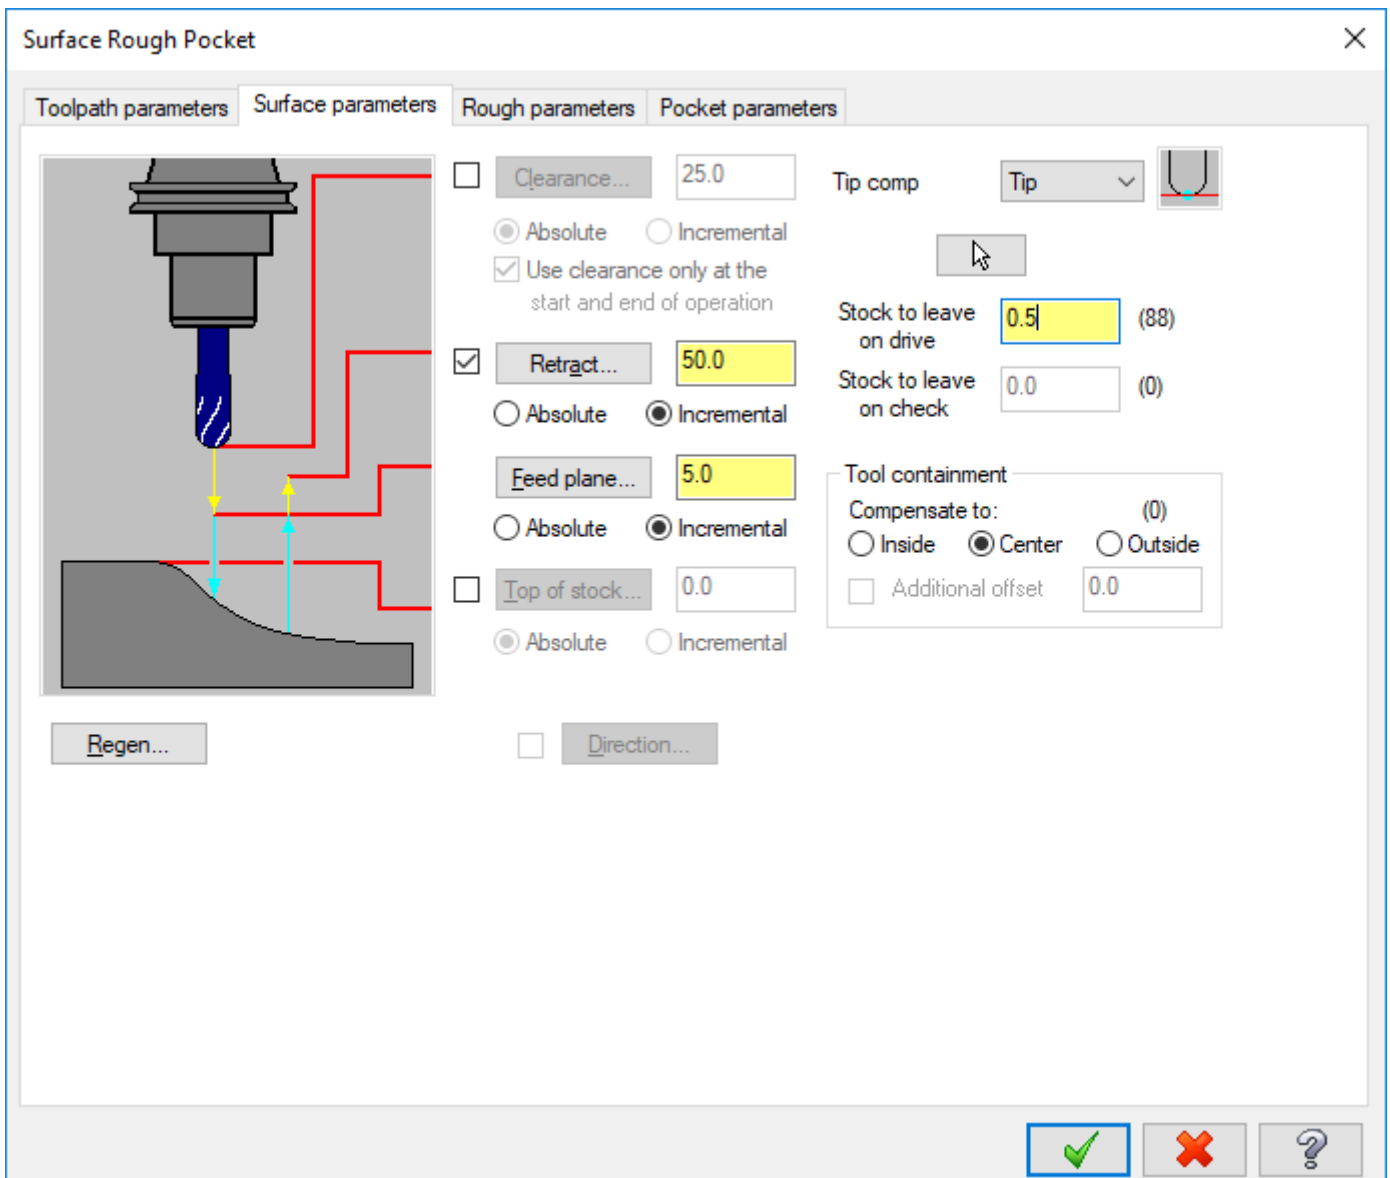 Surface Rough Pocket
Toolpath parameters
Surface parameters
Rough parameters
Pocket parameters
Clearance...
25.0
Absolute
Incremental
Use clearance only at the
start and end of operation
Retract...
50.0
Absolute
Incremental
Feed plane...
5.0
Absolute
Incremental
Top of stock...
0.0
Absolute
Incremental
Tip comp
Tip
Stock to leave
on drive
0.5
(88)
Stock to leave
on check
0.0
(0)
Tool containment
Compensate to:
(0)
Inside
Center
Outside
Additional offset
0.0
Regen...
Direction...